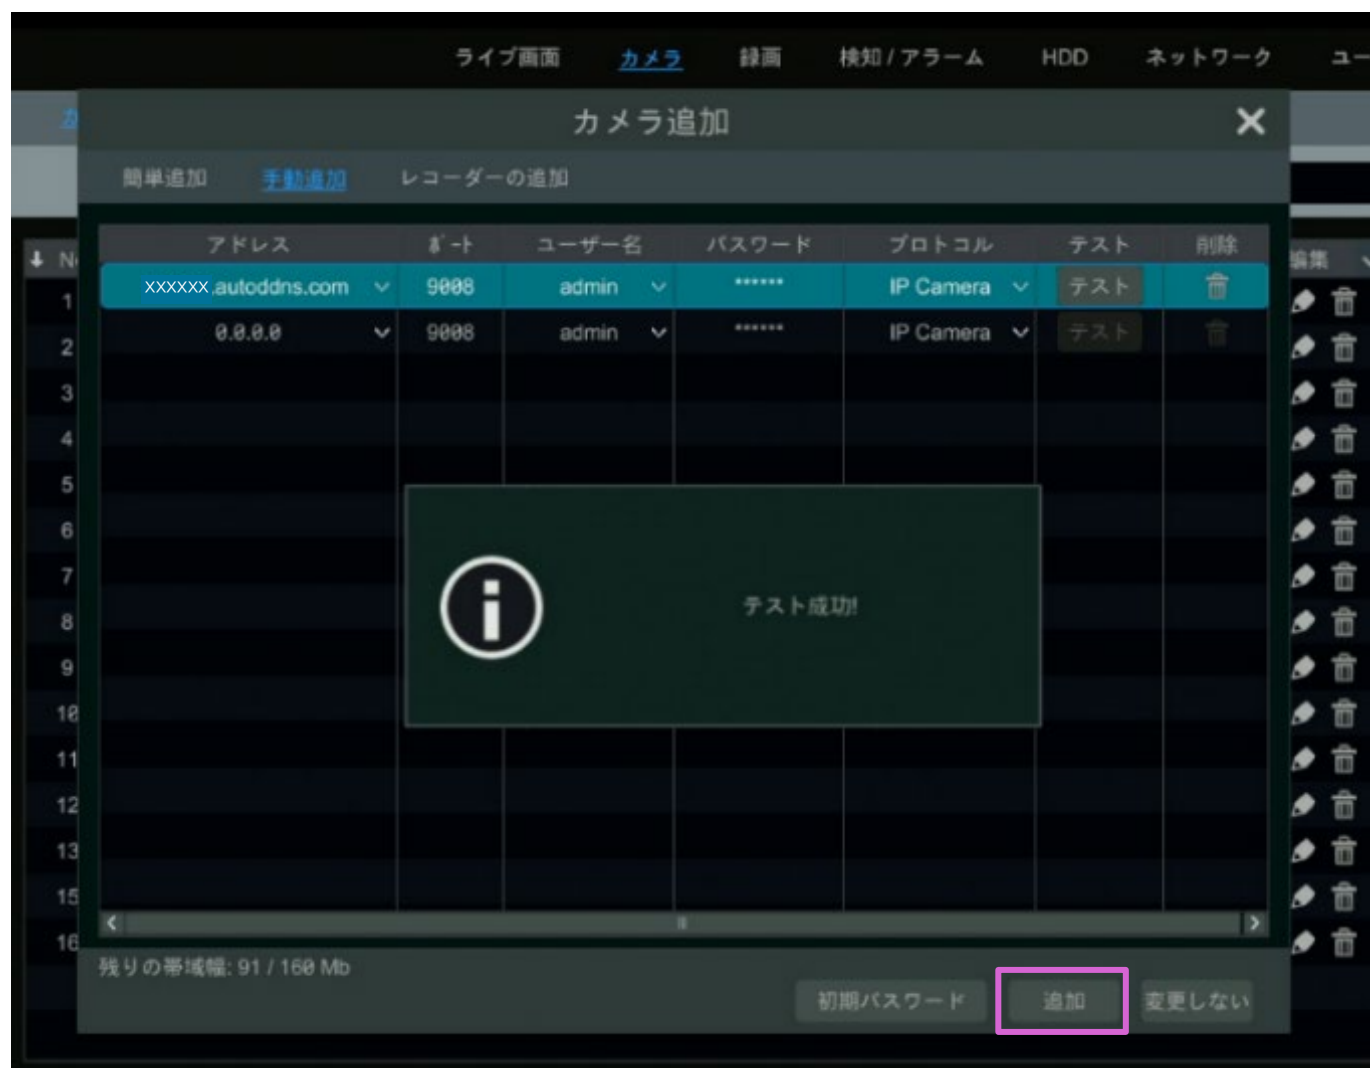 ライブ画面 カメラ 録画 検知 / アラーム HDD ネットワーク ユー
カメラ追加
簡単追加 手動追加 レコーダーの追加
アドレス ポート ユーザー名 パスワード プロトコル テスト 削除
XXXXXX .autoddns.com 9008 admin ****** IP Camera テスト
0.0.0.0 9008 admin ****** IP Camera テスト
編集
1
2
3
4
5
6
7
8
9
10
11
12
13
15
16
テスト成功!
残りの帯域幅: 91 / 160 Mb
初期パスワード 追加 変更しない